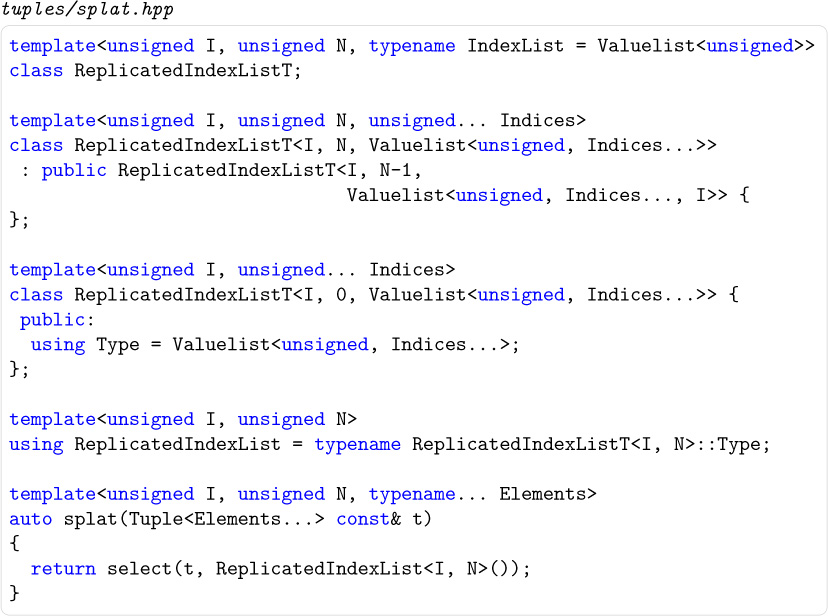 tuples/splat.hpp
template<unsigned I, unsigned N, typename IndexList = Valuelist<unsigned>>
class ReplicatedIndexListT;

template<unsigned I, unsigned N, unsigned... Indices>
class ReplicatedIndexListT<I, N, Valuelist<unsigned, Indices...>>
 : public ReplicatedIndexListT<I, N-1,
                               Valuelist<unsigned, Indices..., I>> {
};

template<unsigned I, unsigned... Indices>
class ReplicatedIndexListT<I, 0, Valuelist<unsigned, Indices...>> {
 public:
  using Type = Valuelist<unsigned, Indices...>;
};

template<unsigned I, unsigned N>
using ReplicatedIndexList = typename ReplicatedIndexListT<I, N>::Type;

template<unsigned I, unsigned N, typename... Elements>
auto splat(Tuple<Elements...> const& t)
{
  return select(t, ReplicatedIndexList<I, N>());
}